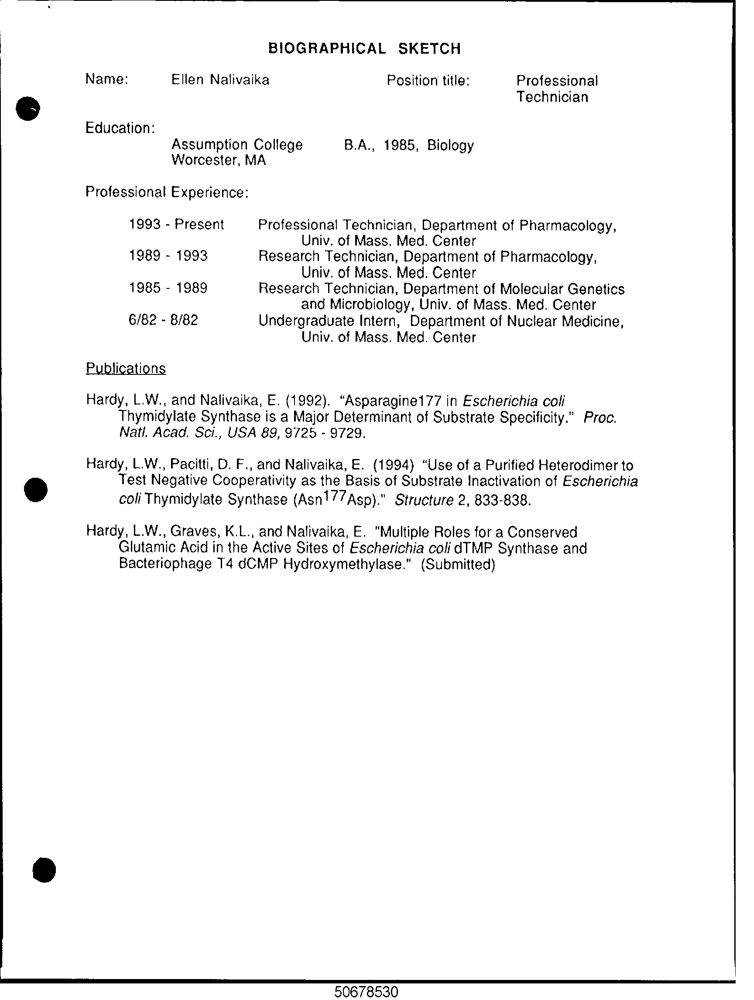 BIOGRAPHICAL SKETCH
Name: Ellen Nalivaika Position title: Professional
Technician
Education:
Assumption College B.A., 1985, Biology
Worcester, MA
Professional Experience:
1993 - Present Professional Technician, Department of Pharmacology,
Univ. of Mass. Med. Center
1989 - 1993 Research Technician, Department of Pharmacology,
Univ. of Mass. Med. Center
1985 - 1989 Research Technician, Department of Molecular Genetics
and Microbiology, Univ. of Mass. Med. Center
6/82 - 8/82 Undergraduate Intern, Department of Nuclear Medicine,
Univ. of Mass. Med. Center
Publications
Hardy, L.W., and Nalivaika, E. (1992). "Asparagine177 in Escherichia coli
Thymidylate Synthase is a Major Determinant of Substrate Specificity." Proc.
Natl. Acad. Sci., USA 89, 9725 - 9729.
Hardy, L.W., Pacitti, D. F., and Nalivaika, E. (1994) "Use of a Purified Heterodimer to
Test Negative Cooperativity as the Basis of Substrate Inactivation of Escherichia
coli Thymidylate Synthase (Asn177Asp)." Structure 2, 833-838.
Hardy, L.W., Graves, K.L., and Nalivaika, E. "Multiple Roles for a Conserved
Glutamic Acid in the Active Sites of Escherichia coli dTMP Synthase and
Bacteriophage T4 dCMP Hydroxymethylase." (Submitted)
50678530